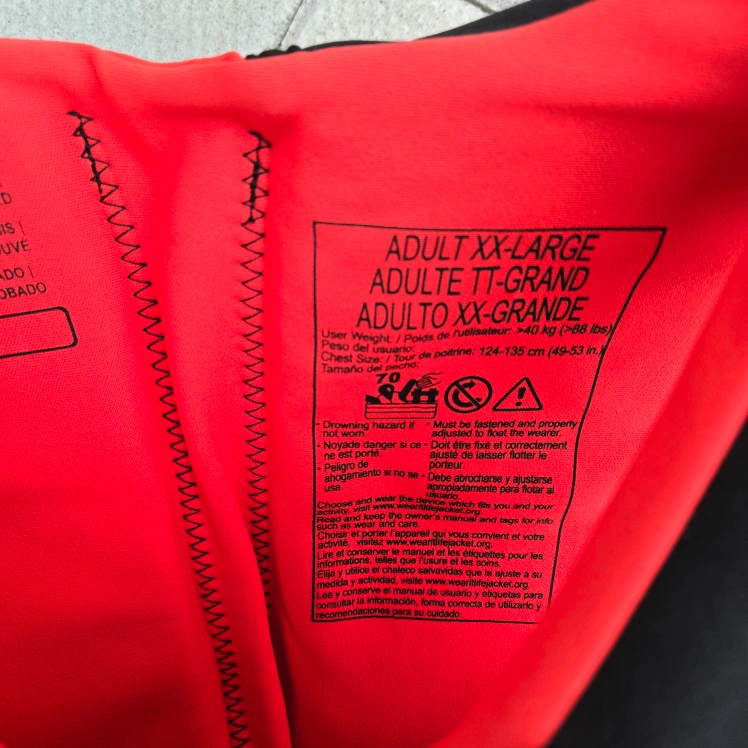 ADULT XX-LARGE
ADULTE TT-GRAND
ADULTO XX-GRANDE
User Weight: / Poids de l'utilisateur: >40 kg (>88 lbs)
Peso del usuario:
Chest Size: / Tour de poitrine: 124-135 cm (49-53 in.)
Tamaño del pecho:
70
- Drowning hazard if
not worn.
- Noyade danger si ce
ne est porté.
- Peligro de
ahogamiento si no se
usa.
- Must be fastened and properly
adjusted to float the wearer.
- Doit être fixé et correctement
ajusté de laisser flotter le
porteur.
- Debe abrocharse y ajustarse
apropiadamente para flotar al
usuario.
Choose and wear the device which fits you and your
activity, visit www.wearitlifejacket.org.
Read and keep the owner's manual and tags for info
such as wear and care.
Choisir et porter l'appareil qui vous convient et votre
activité, visitez www.wearitlifejacket.org.
Lire et conserver le manuel et les étiquettes pour les
informations, telles que l'usure et les soins.
Elija y utilice el chaleco salvavidas que le ajuste a su
medida y actividad, visite www.wearitlifejacket.org.
Lea y conserve el manual de usuario y etiquetas para
consultar la información, forma correcta de utilizarlo y
recomendaciones para su cuidado.